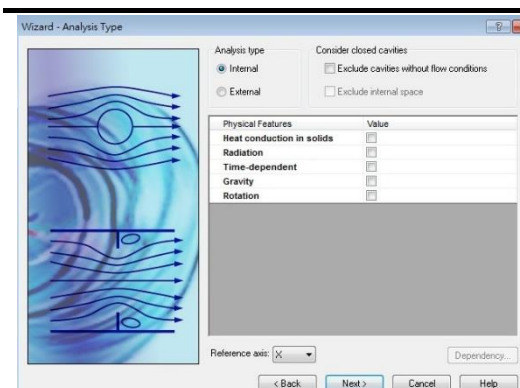 Wizard - Analysis Type
Analysis type
Internal
External
Consider closed cavities
Exclude cavities without flow conditions
Exclude internal space
Physical Features Value
Heat conduction in solids
Radiation
Time-dependent
Gravity
Rotation
Reference axis: X
Dependency...
< Back Next > Cancel Help